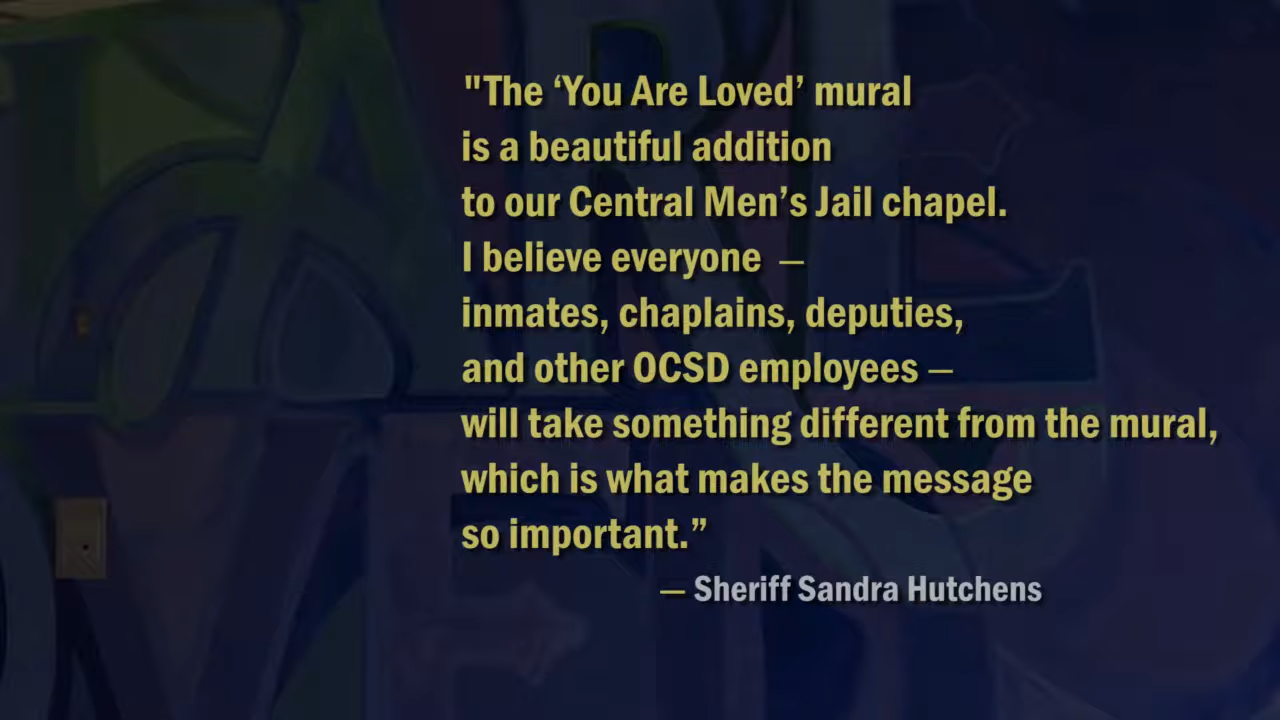 "The ‘You Are Loved’ mural
is a beautiful addition
to our Central Men’s Jail chapel.
I believe everyone —
inmates, chaplains, deputies,
and other OCSD employees —
will take something different from the mural,
which is what makes the message
so important.”
— Sheriff Sandra Hutchens